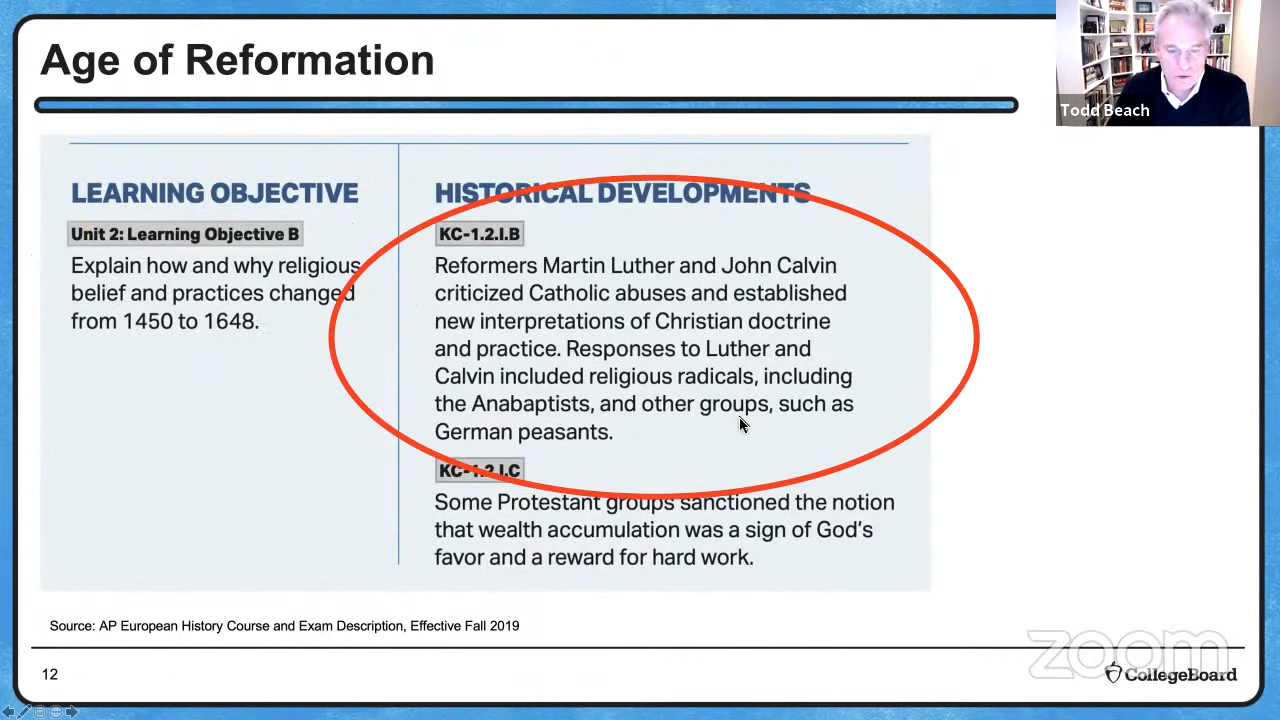 Age of Reformation
Todd Beach
LEARNING OBJECTIVE
Unit 2: Learning Objective B
Explain how and why religious
belief and practices changed
from 1450 to 1648.
HISTORICAL DEVELOPMENTS
KC-1.2.I.B
Reformers Martin Luther and John Calvin
criticized Catholic abuses and established
new interpretations of Christian doctrine
and practice. Responses to Luther and
Calvin included religious radicals, including
the Anabaptists, and other groups, such as
German peasants.
KC-1.2.I.C
Some Protestant groups sanctioned the notion
that wealth accumulation was a sign of God's
favor and a reward for hard work.
Source: AP European History Course and Exam Description, Effective Fall 2019
12
zoom
CollegeBoard